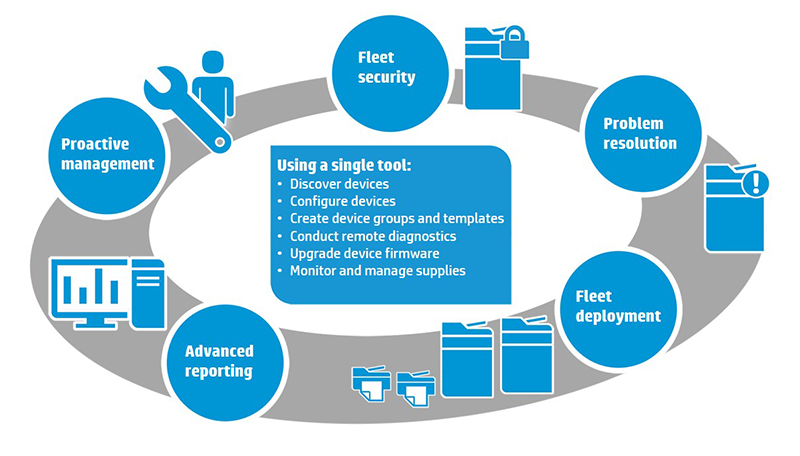 Fleet
security
Proactive
management
Problem
resolution
Using a single tool:
• Discover devices
• Configure devices
• Create device groups and templates
• Conduct remote diagnostics
• Upgrade device firmware
• Monitor and manage supplies
Fleet
deployment
Advanced
reporting